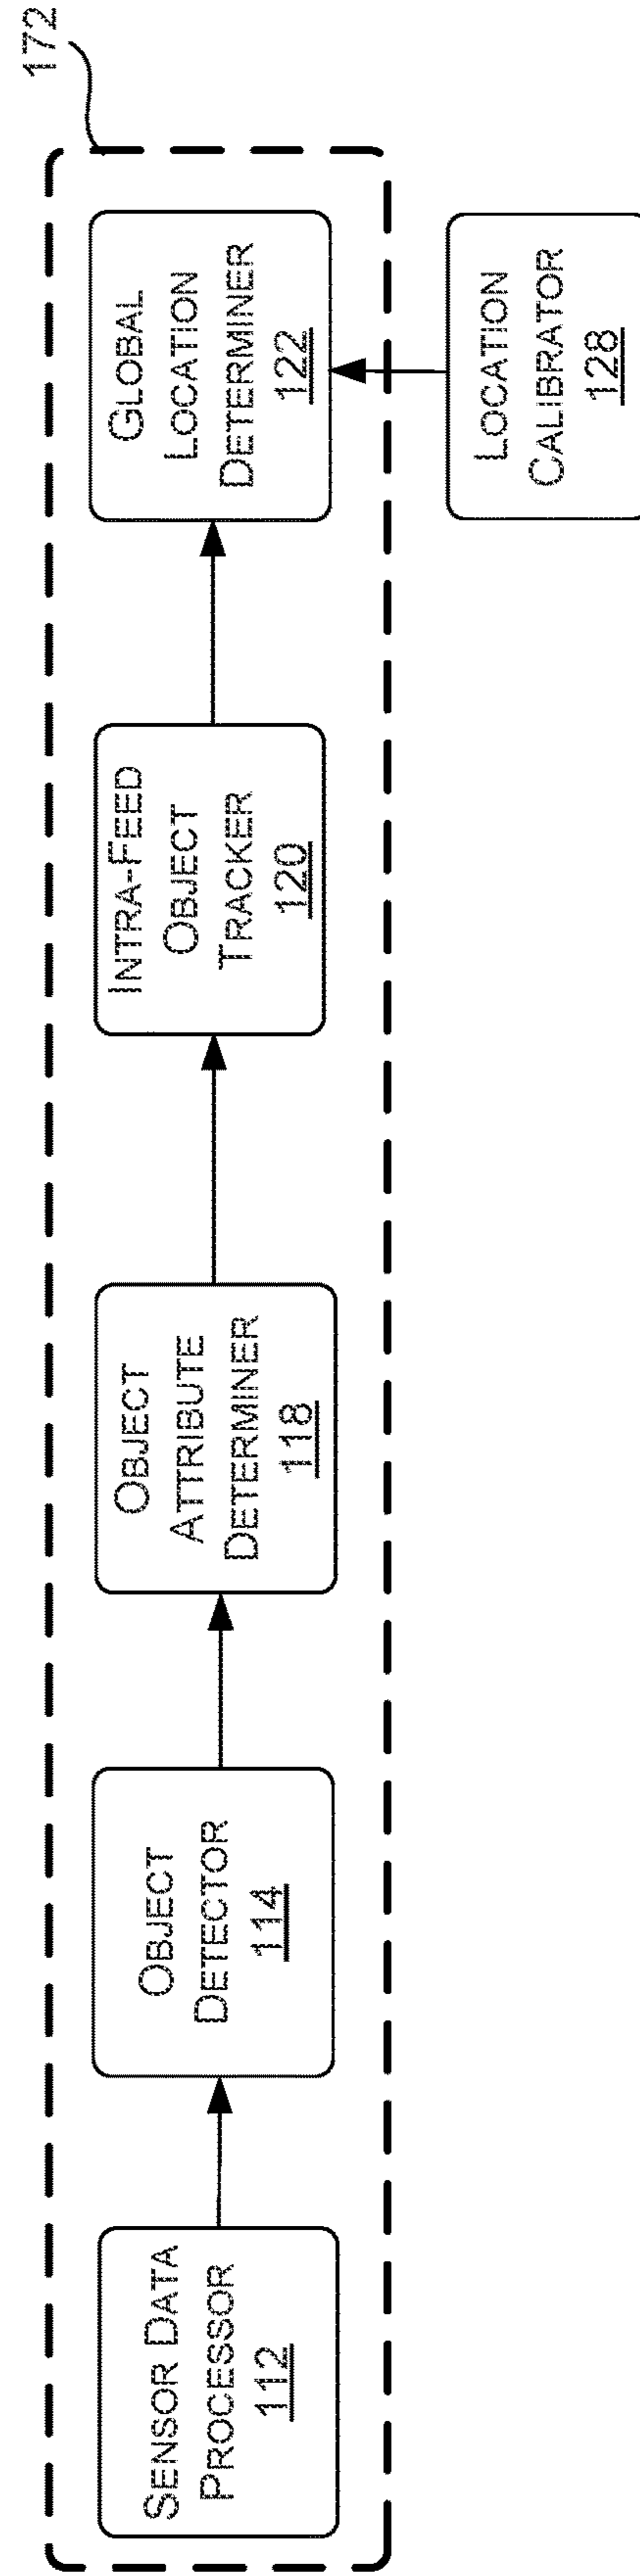 172
SENSOR DATA
PROCESSOR
112
OBJECT
DETECTOR
114
OBJECT
ATTRIBUTE
DETERMINER
118
INTRA-FEED
OBJECT
TRACKER
120
GLOBAL
LOCATION
DETERMINER
122
LOCATION
CALIBRATOR
128